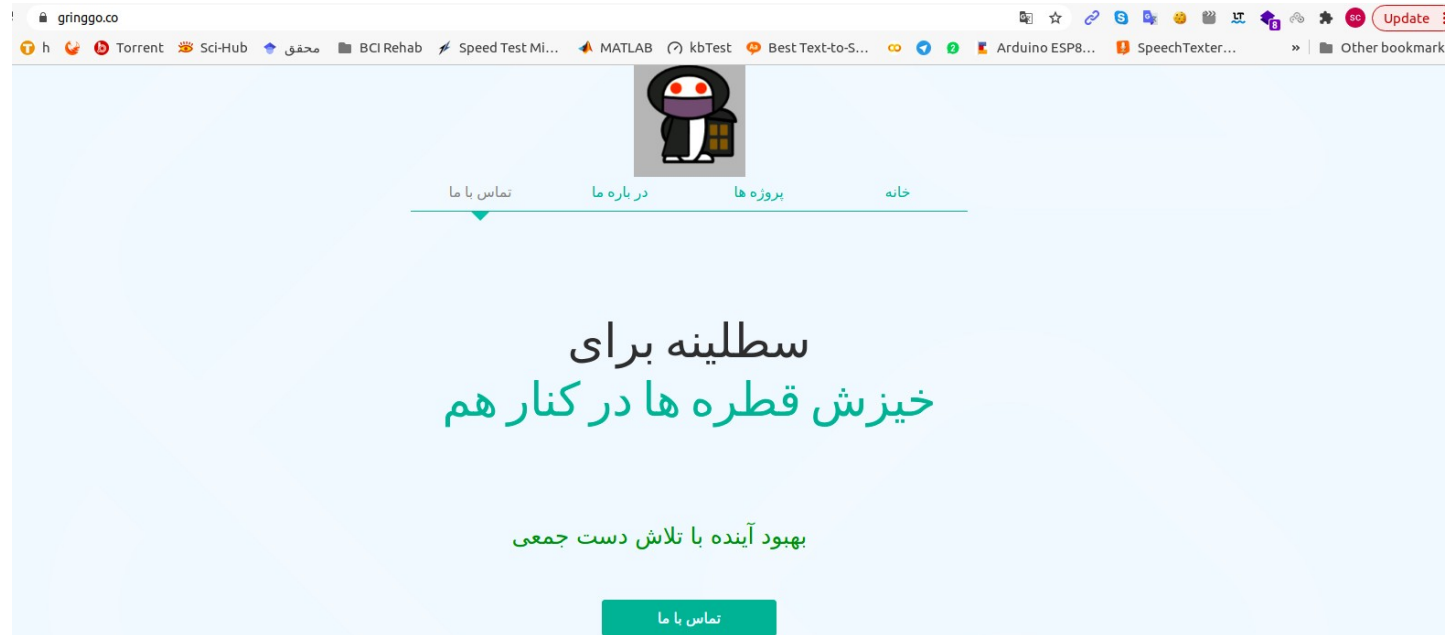 gringgo.co
Update
h Torrent Sci-Hub محقق BCI Rehab Speed Test Mi... MATLAB kbTest Best Text-to-S... Arduino ESP8... SpeechTexter... » Other bookmark
خانه پروژه ها در باره ما تماس با ما
سطلینه برای
خیزش قطره ها در کنار هم
بهبود آینده با تلاش دست جمعی
تماس با ما